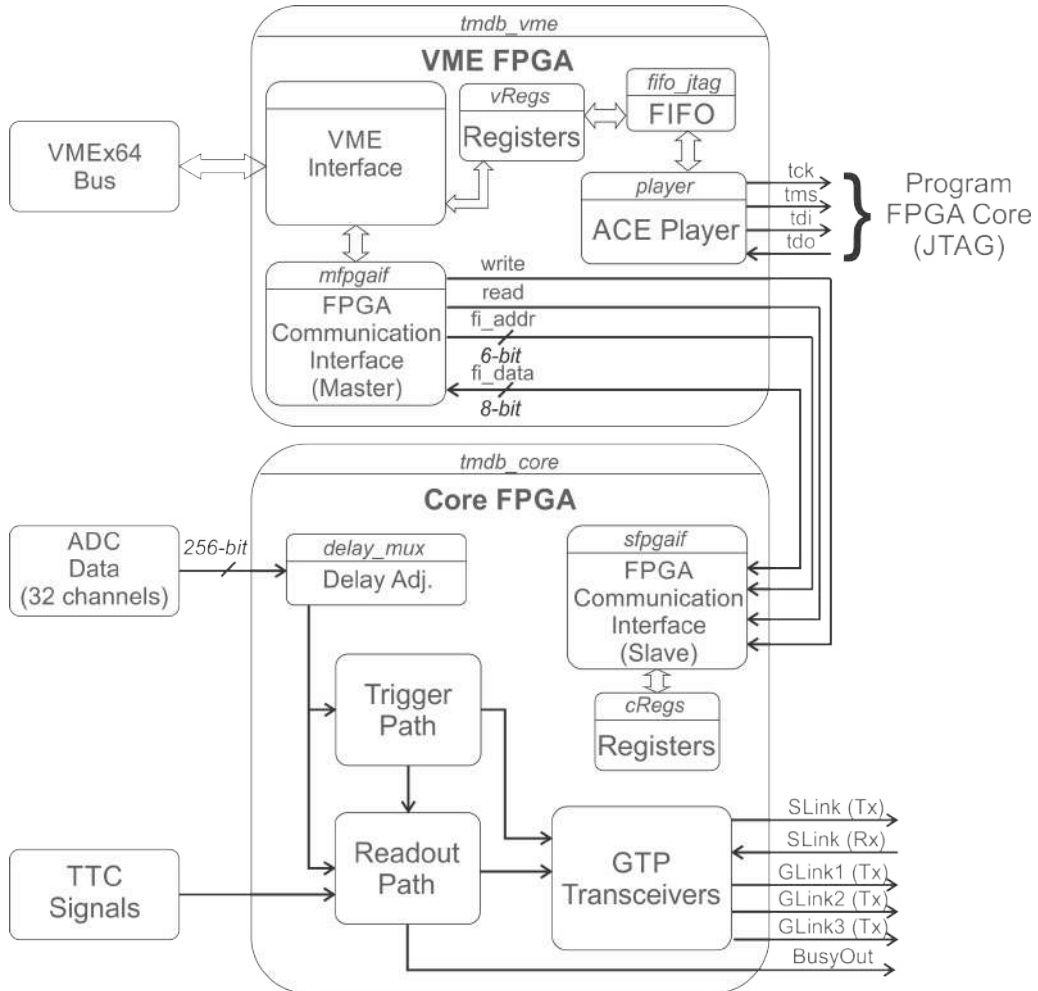 tmdb_vme
VME FPGA
VMEx64
Bus
VME
Interface
vRegs
Registers
fifo_jtag
FIFO
player
ACE Player
tck
tms
tdi
tdo
Program
FPGA Core
(JTAG)
mfpgaif
FPGA
Communication
Interface
(Master)
write
read
fi_addr
6-bit
fi_data
8-bit
tmdb_core
Core FPGA
ADC
Data
(32 channels)
256-bit
delay_mux
Delay Adj.
sfpgaif
FPGA
Communication
Interface
(Slave)
cRegs
Registers
Trigger
Path
Readout
Path
TTC
Signals
GTP
Transceivers
SLink (Tx)
SLink (Rx)
GLink1 (Tx)
GLink2 (Tx)
GLink3 (Tx)
BusyOut